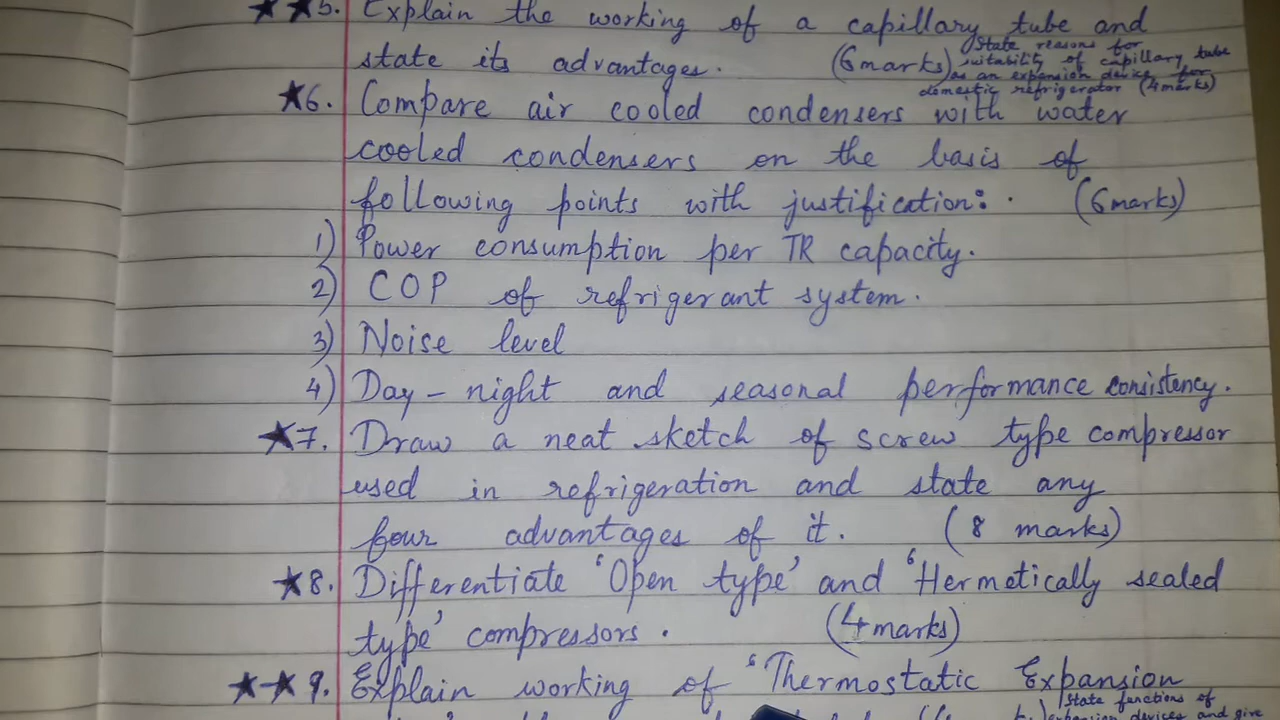 ★★5. Explain the working of a capillary tube and
state its advantages. (6 marks) State reasons for
suitability of capillary tube
as an expansion device for
domestic refrigerator (4 marks)
★6. Compare air cooled condensers with water
cooled condensers on the basis of
following points with justification: (6 marks)
1) Power consumption per TR capacity.
2) COP of refrigerant system.
3) Noise level
4) Day - night and seasonal performance consistency.
★7. Draw a neat sketch of screw type compressor
used in refrigeration and state any
four advantages of it. (8 marks)
★8. Differentiate 'Open type' and 'Hermetically sealed
type' compressors. (4 marks)
★★9. Explain working of 'Thermostatic Expansion
State functions of
expansion devices and give